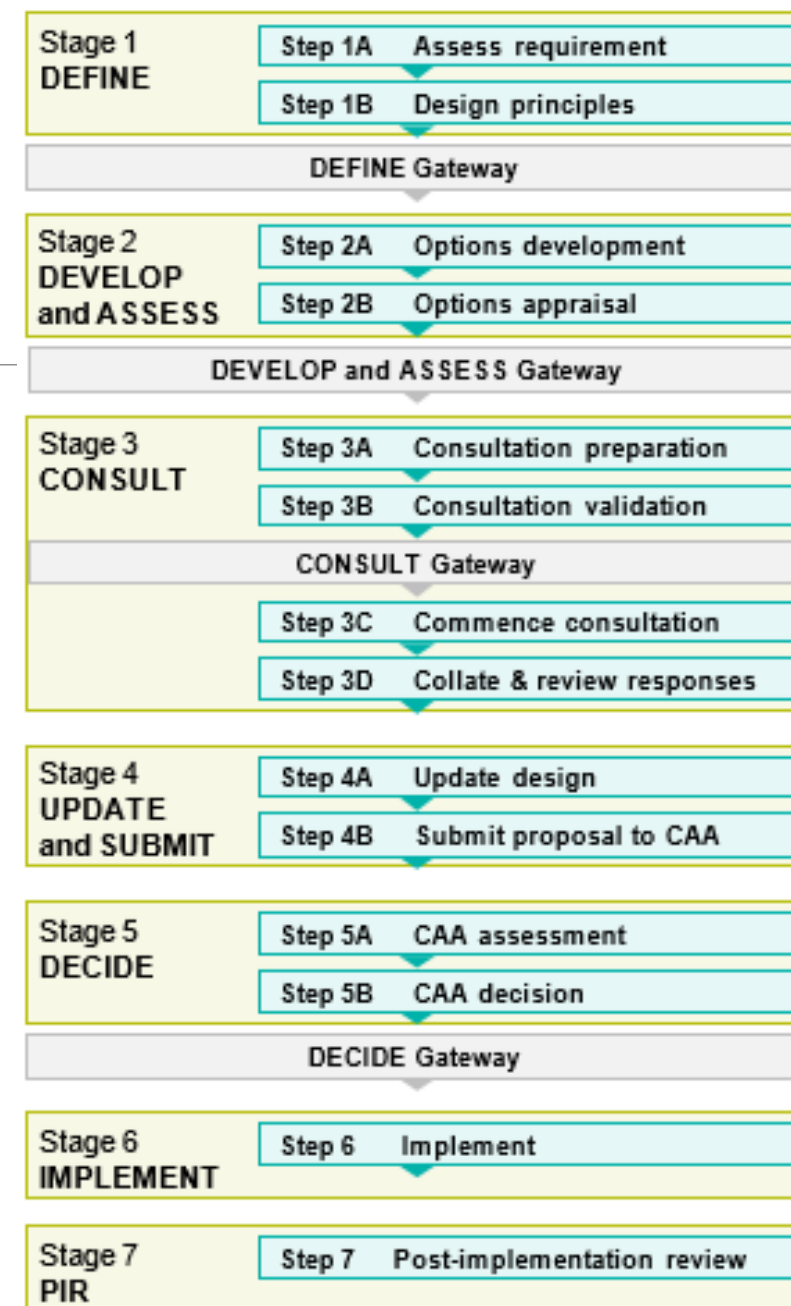 Stage 1
DEFINE
Step 1A Assess requirement
Step 1B Design principles
DEFINE Gateway
Stage 2
DEVELOP
and ASSESS
Step 2A Options development
Step 2B Options appraisal
DEVELOP and ASSESS Gateway
Stage 3
CONSULT
Step 3A Consultation preparation
Step 3B Consultation validation
CONSULT Gateway
Step 3C Commence consultation
Step 3D Collate & review responses
Stage 4
UPDATE
and SUBMIT
Step 4A Update design
Step 4B Submit proposal to CAA
Stage 5
DECIDE
Step 5A CAA assessment
Step 5B CAA decision
DECIDE Gateway
Stage 6
IMPLEMENT
Step 6 Implement
Stage 7
PIR
Step 7 Post-implementation review